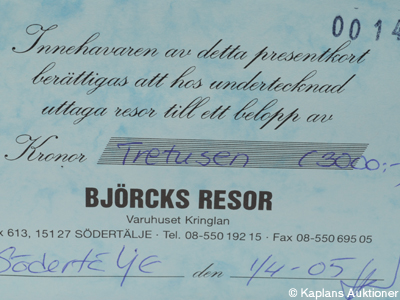 0014
Innehavaren av detta presentkort
berättigas att hos undertecknad
uttaga resor till ett belopp av
Kronor Tretusen (3000:-
BJÖRCKS RESOR
Varuhuset Kringlan
x 613, 151 27 SÖDERTÄLJE · Tel. 08-550 192 15 · Fax 08-550 695 05
Södertälje den 1/4-05
© Kaplans Auktioner